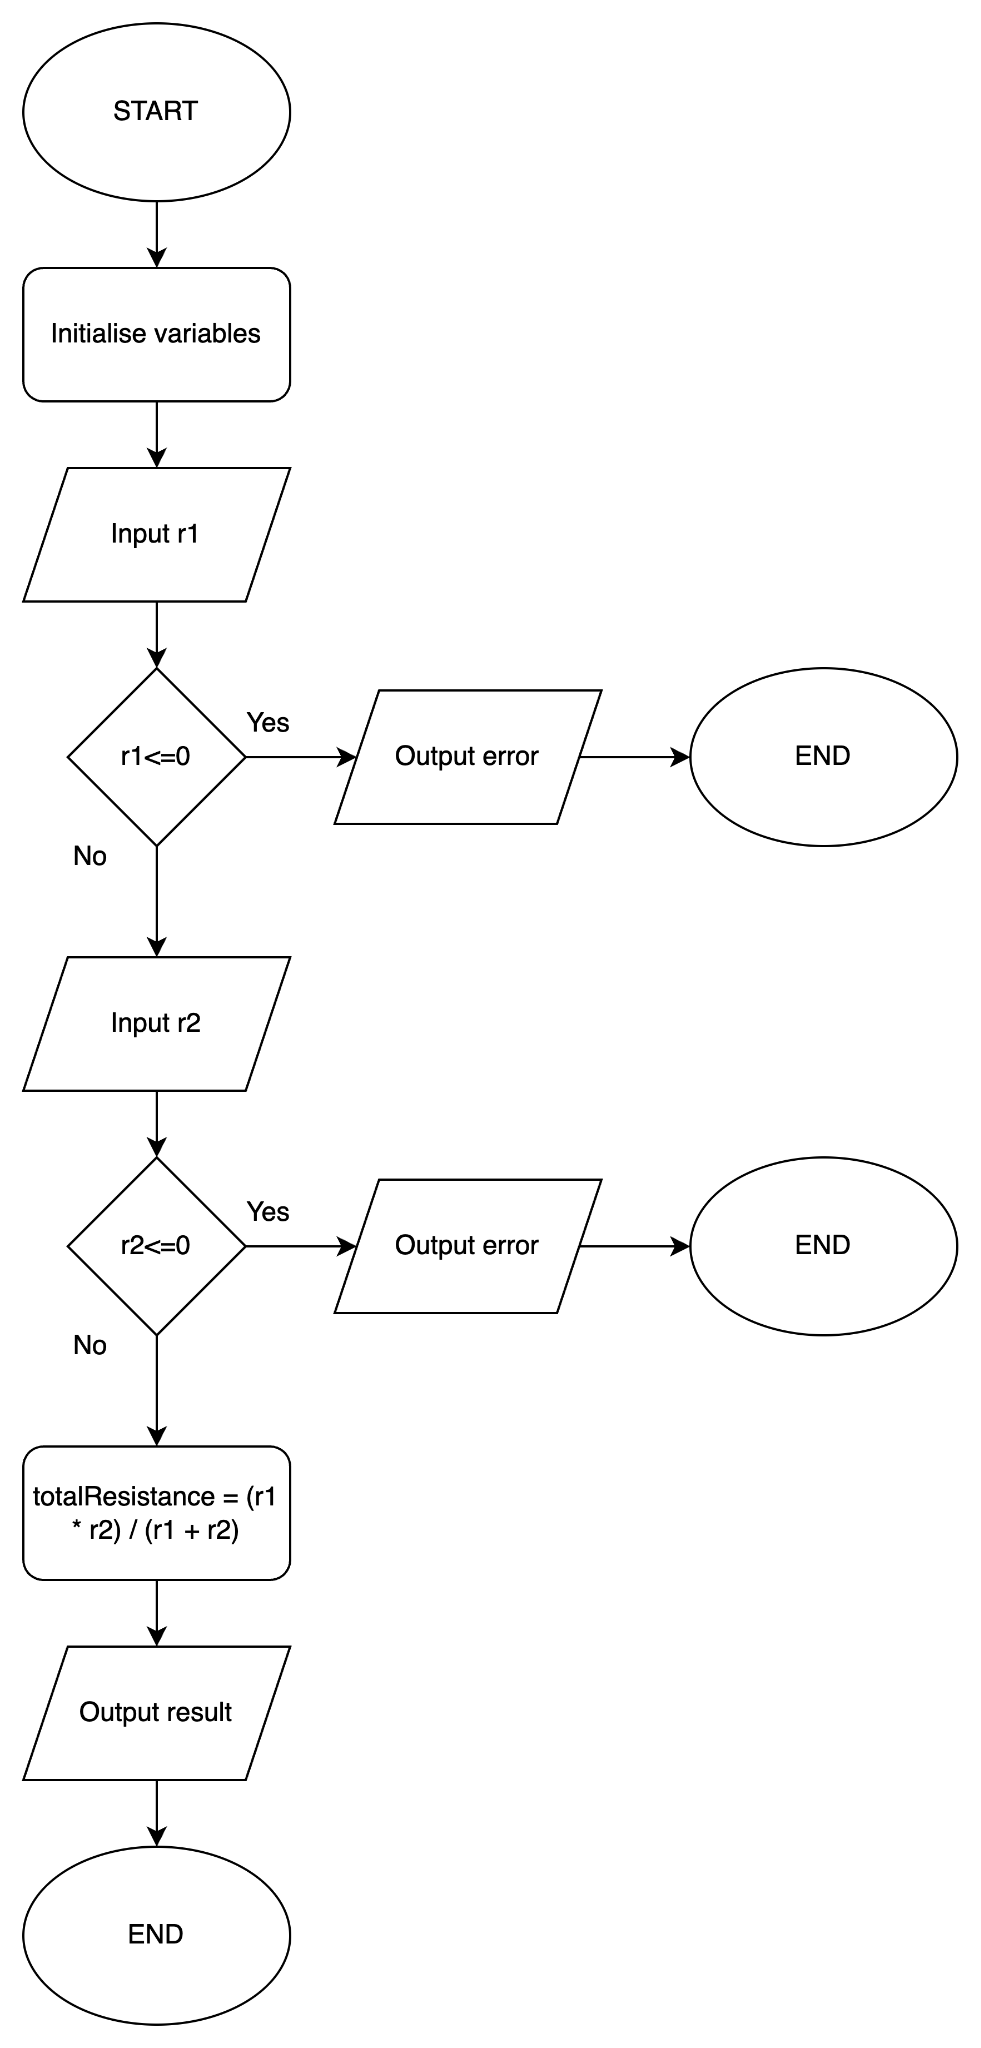 START
Initialise variables
Input r1
r1<=0
Yes
Output error
END
No
Input r2
r2<=0
Yes
Output error
END
No
totalResistance = (r1
* r2) / (r1 + r2)
Output result
END